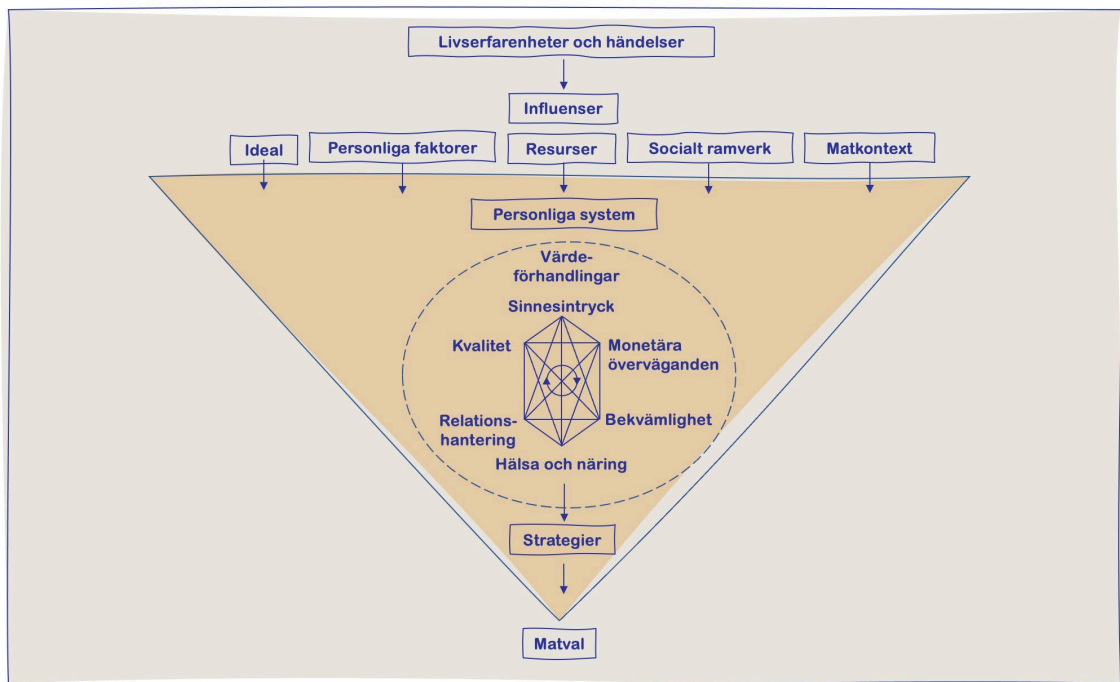 Livserfarenheter och händelser
Influenser
Ideal
Personliga faktorer
Resurser
Socialt ramverk
Matkontext
Personliga system
Värde-
förhandlingar
Sinnesintryck
Kvalitet
Monetära
överväganden
Relations-
hantering
Bekvämlighet
Hälsa och näring
Strategier
Matval